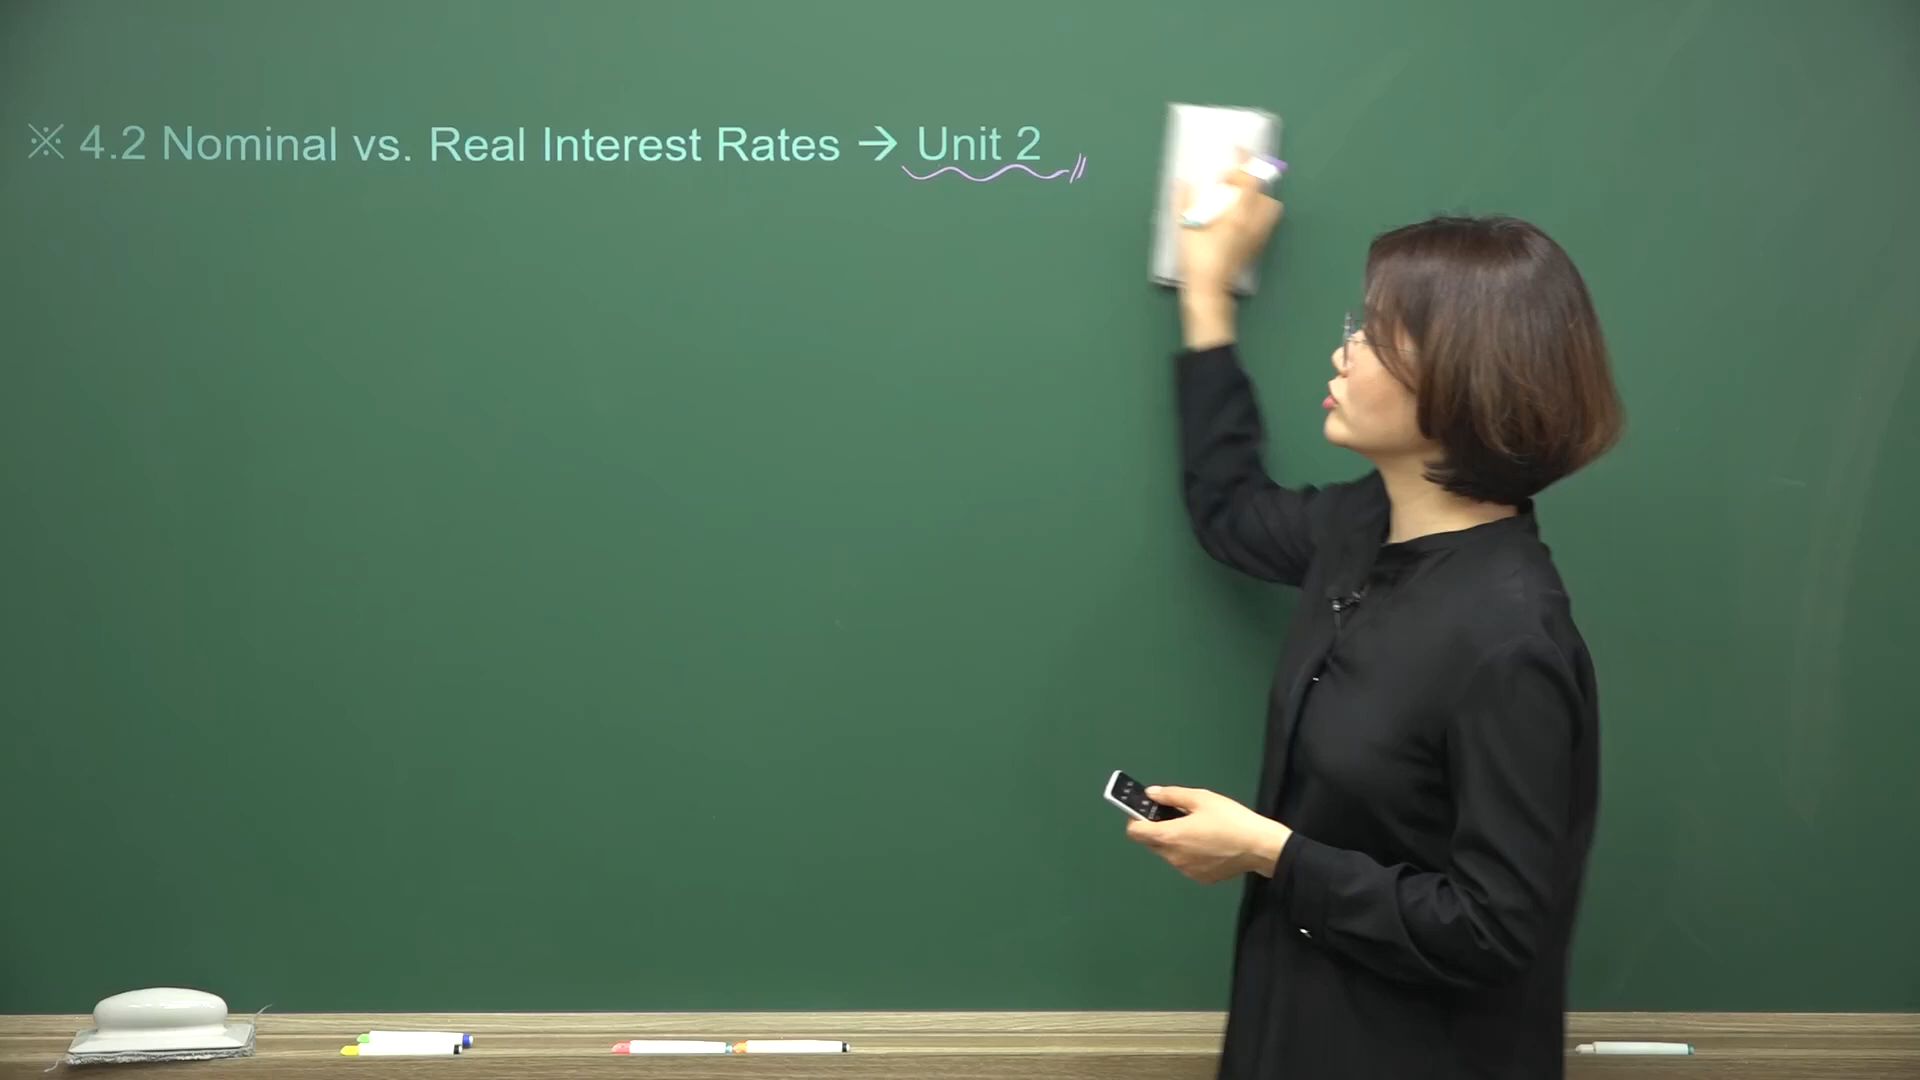 ※ 4.2 Nominal vs. Real Interest Rates → Unit 2